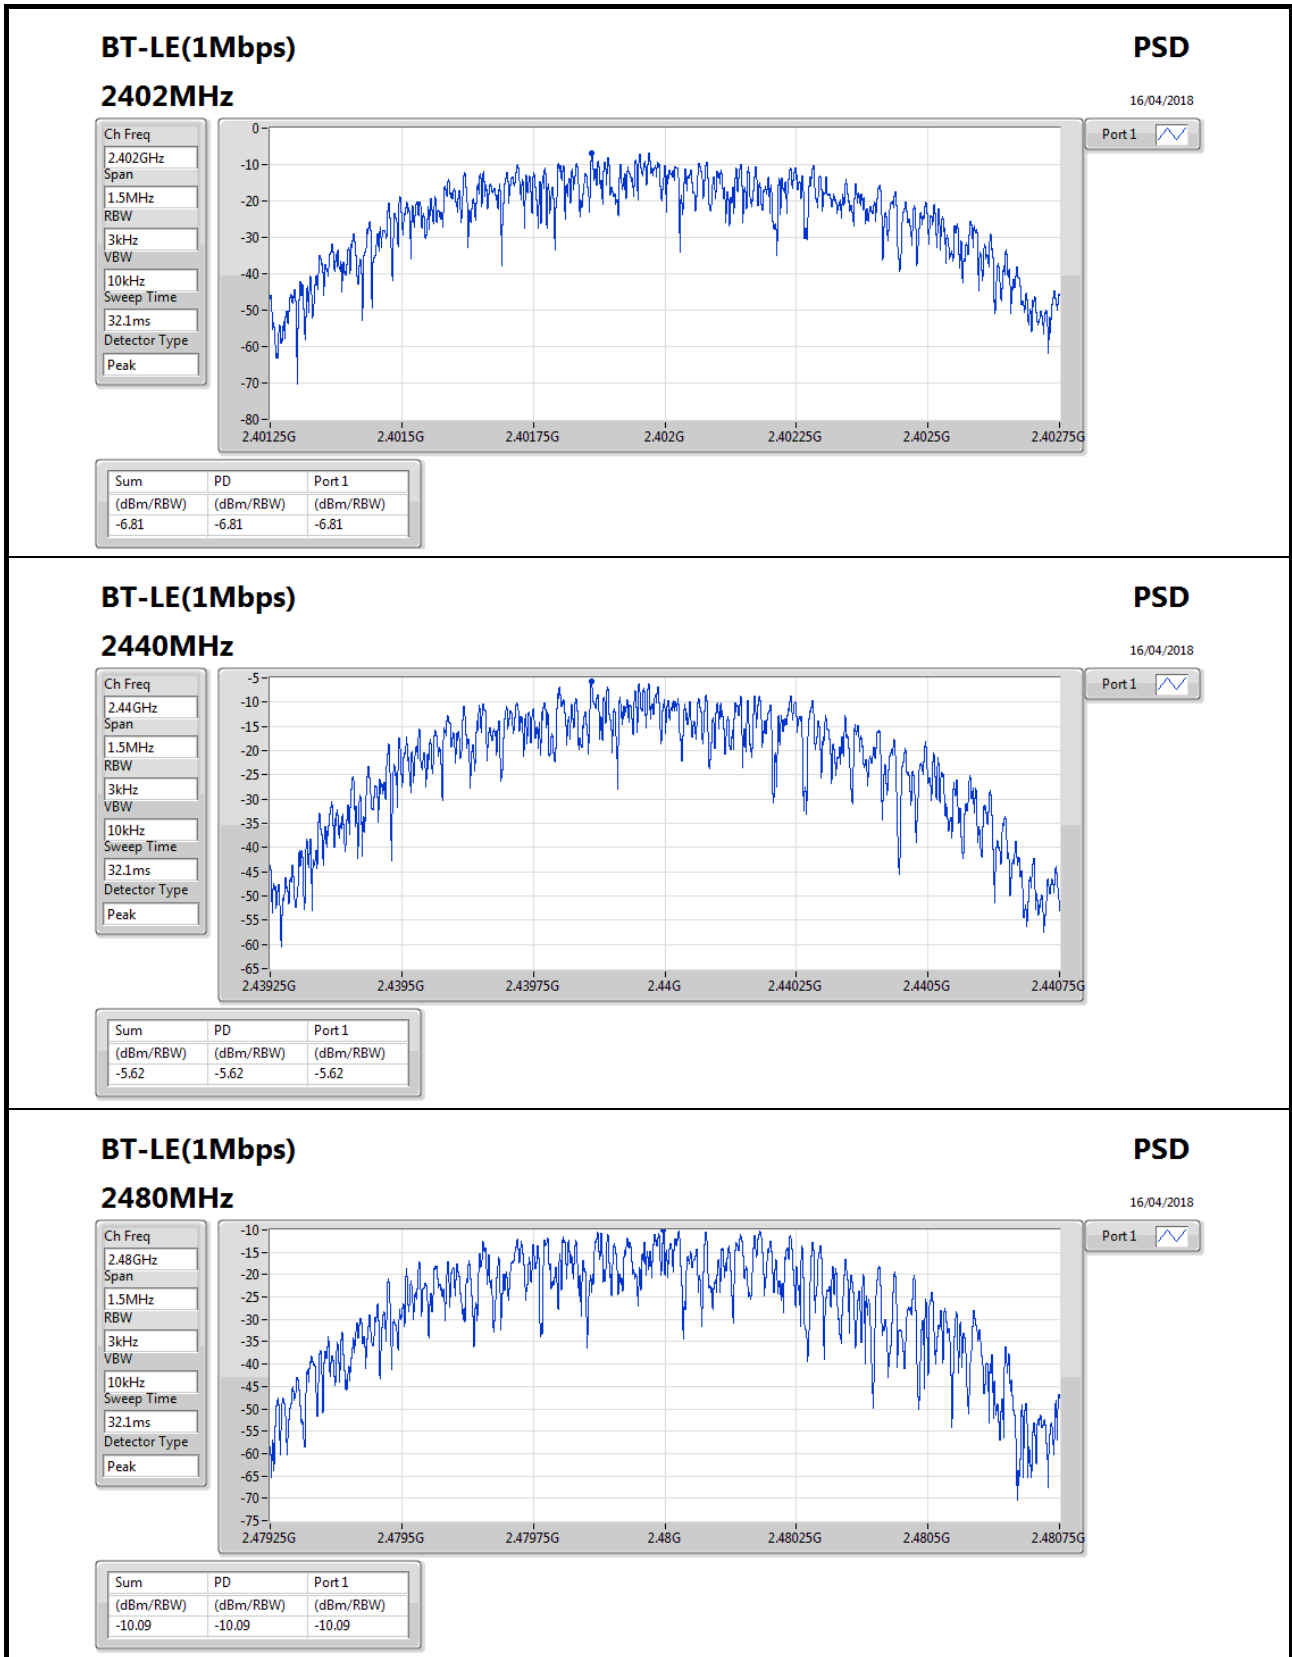 BT-LE(1Mbps) PSD
2402MHz 16/04/2018
Ch Freq
2.402GHz
Span
1.5MHz
RBW
3kHz
VBW
10kHz
Sweep Time
32.1ms
Detector Type
Peak
0
-10
-20
-30
-40
-50
-60
-70
-80
2.40125G 2.4015G 2.40175G 2.402G 2.40225G 2.4025G 2.40275G
Port 1
Sum PD Port 1
(dBm/RBW) (dBm/RBW) (dBm/RBW)
-6.81 -6.81 -6.81
BT-LE(1Mbps) PSD
2440MHz 16/04/2018
Ch Freq
2.44GHz
Span
1.5MHz
RBW
3kHz
VBW
10kHz
Sweep Time
32.1ms
Detector Type
Peak
-5
-10
-15
-20
-25
-30
-35
-40
-45
-50
-55
-60
-65
2.43925G 2.4395G 2.43975G 2.44G 2.44025G 2.4405G 2.44075G
Port 1
Sum PD Port 1
(dBm/RBW) (dBm/RBW) (dBm/RBW)
-5.62 -5.62 -5.62
BT-LE(1Mbps) PSD
2480MHz 16/04/2018
Ch Freq
2.48GHz
Span
1.5MHz
RBW
3kHz
VBW
10kHz
Sweep Time
32.1ms
Detector Type
Peak
-10
-15
-20
-25
-30
-35
-40
-45
-50
-55
-60
-65
-70
-75
2.47925G 2.4795G 2.47975G 2.48G 2.48025G 2.4805G 2.48075G
Port 1
Sum PD Port 1
(dBm/RBW) (dBm/RBW) (dBm/RBW)
-10.09 -10.09 -10.09